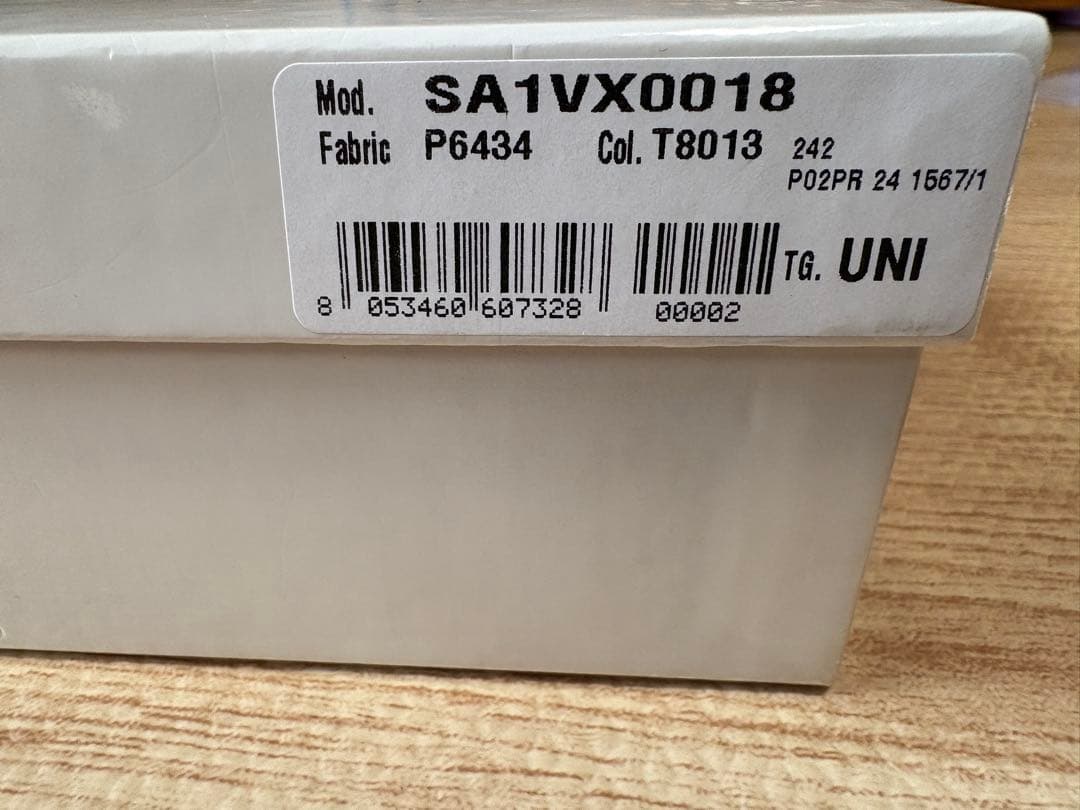 Mod. SA1VX0018
Fabric P6434 Col. T8013 242
P02PR 24 1567/1
TG. UNI
8 053460 607328 00002